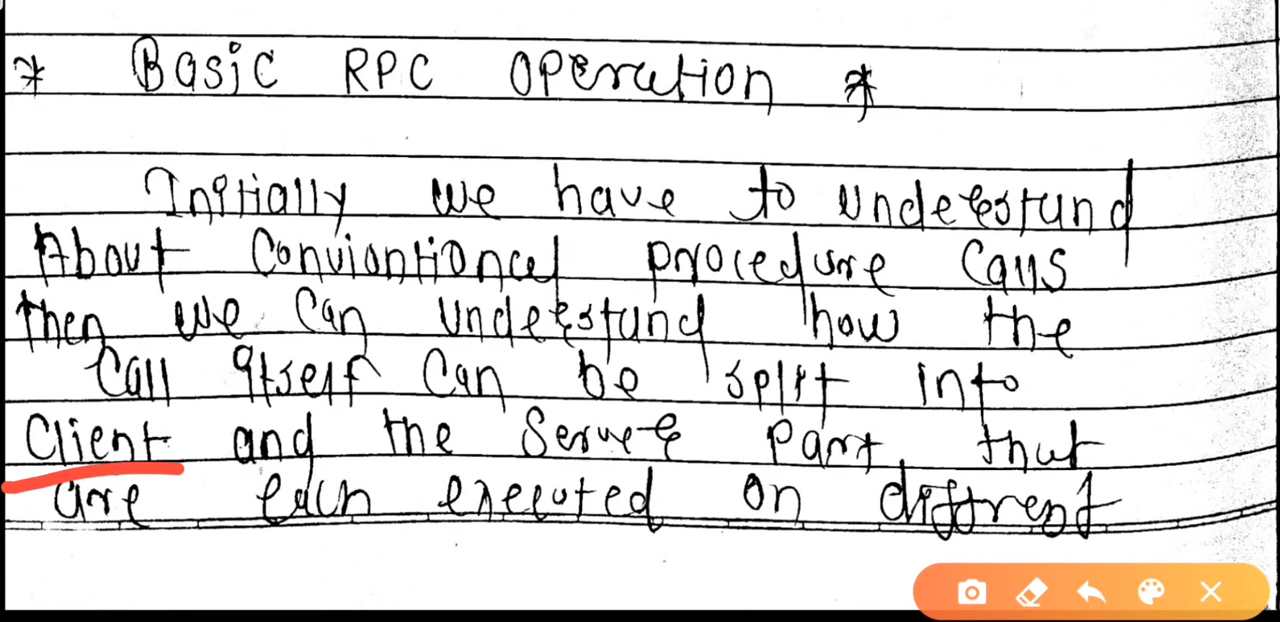 * Basic RPC Operation *
Initially we have to understand
About Conviontional procedure Calls
then we can understand how the
Call itself can be split into
Client and the Server part that
are each executed on different